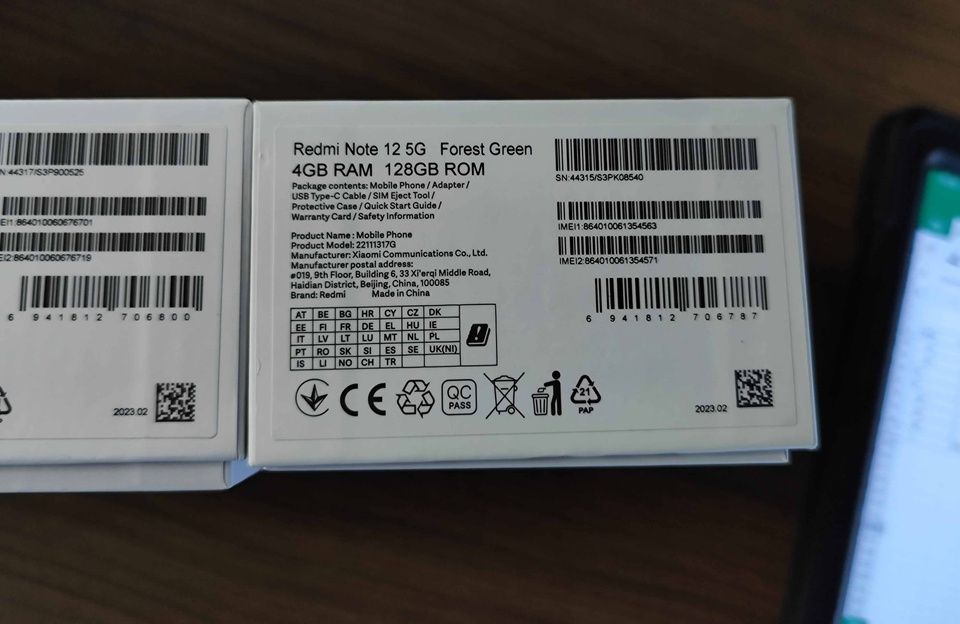 N:44317/S3P900525
EI1:864010060676701
EI2:864010060676719
6 941812 706800
2023.02
Redmi Note 12 5G Forest Green
4GB RAM 128GB ROM
Package contents: Mobile Phone / Adapter /
USB Type-C Cable / SIM Eject Tool /
Protective Case / Quick Start Guide /
Warranty Card / Safety Information
Product Name : Mobile Phone
Product Model: 22111317G
Manufacturer: Xiaomi Communications Co., Ltd.
Manufacturer postal address:
#019, 9th Floor, Building 6, 33 Xi'erqi Middle Road,
Haidian District, Beijing, China, 100085
Brand: Redmi Made in China
AT BE BG HR CY CZ DK
EE FI FR DE EL HU IE
IT LV LT LU MT NL PL
PT RO SK SI ES SE UK(NI)
IS LI NO CH TR
CE
QC
PASS
21
PAP
SN:44315/S3PK08540
IMEI1:864010061354563
IMEI2:864010061354571
6 941812 706787
2023.02